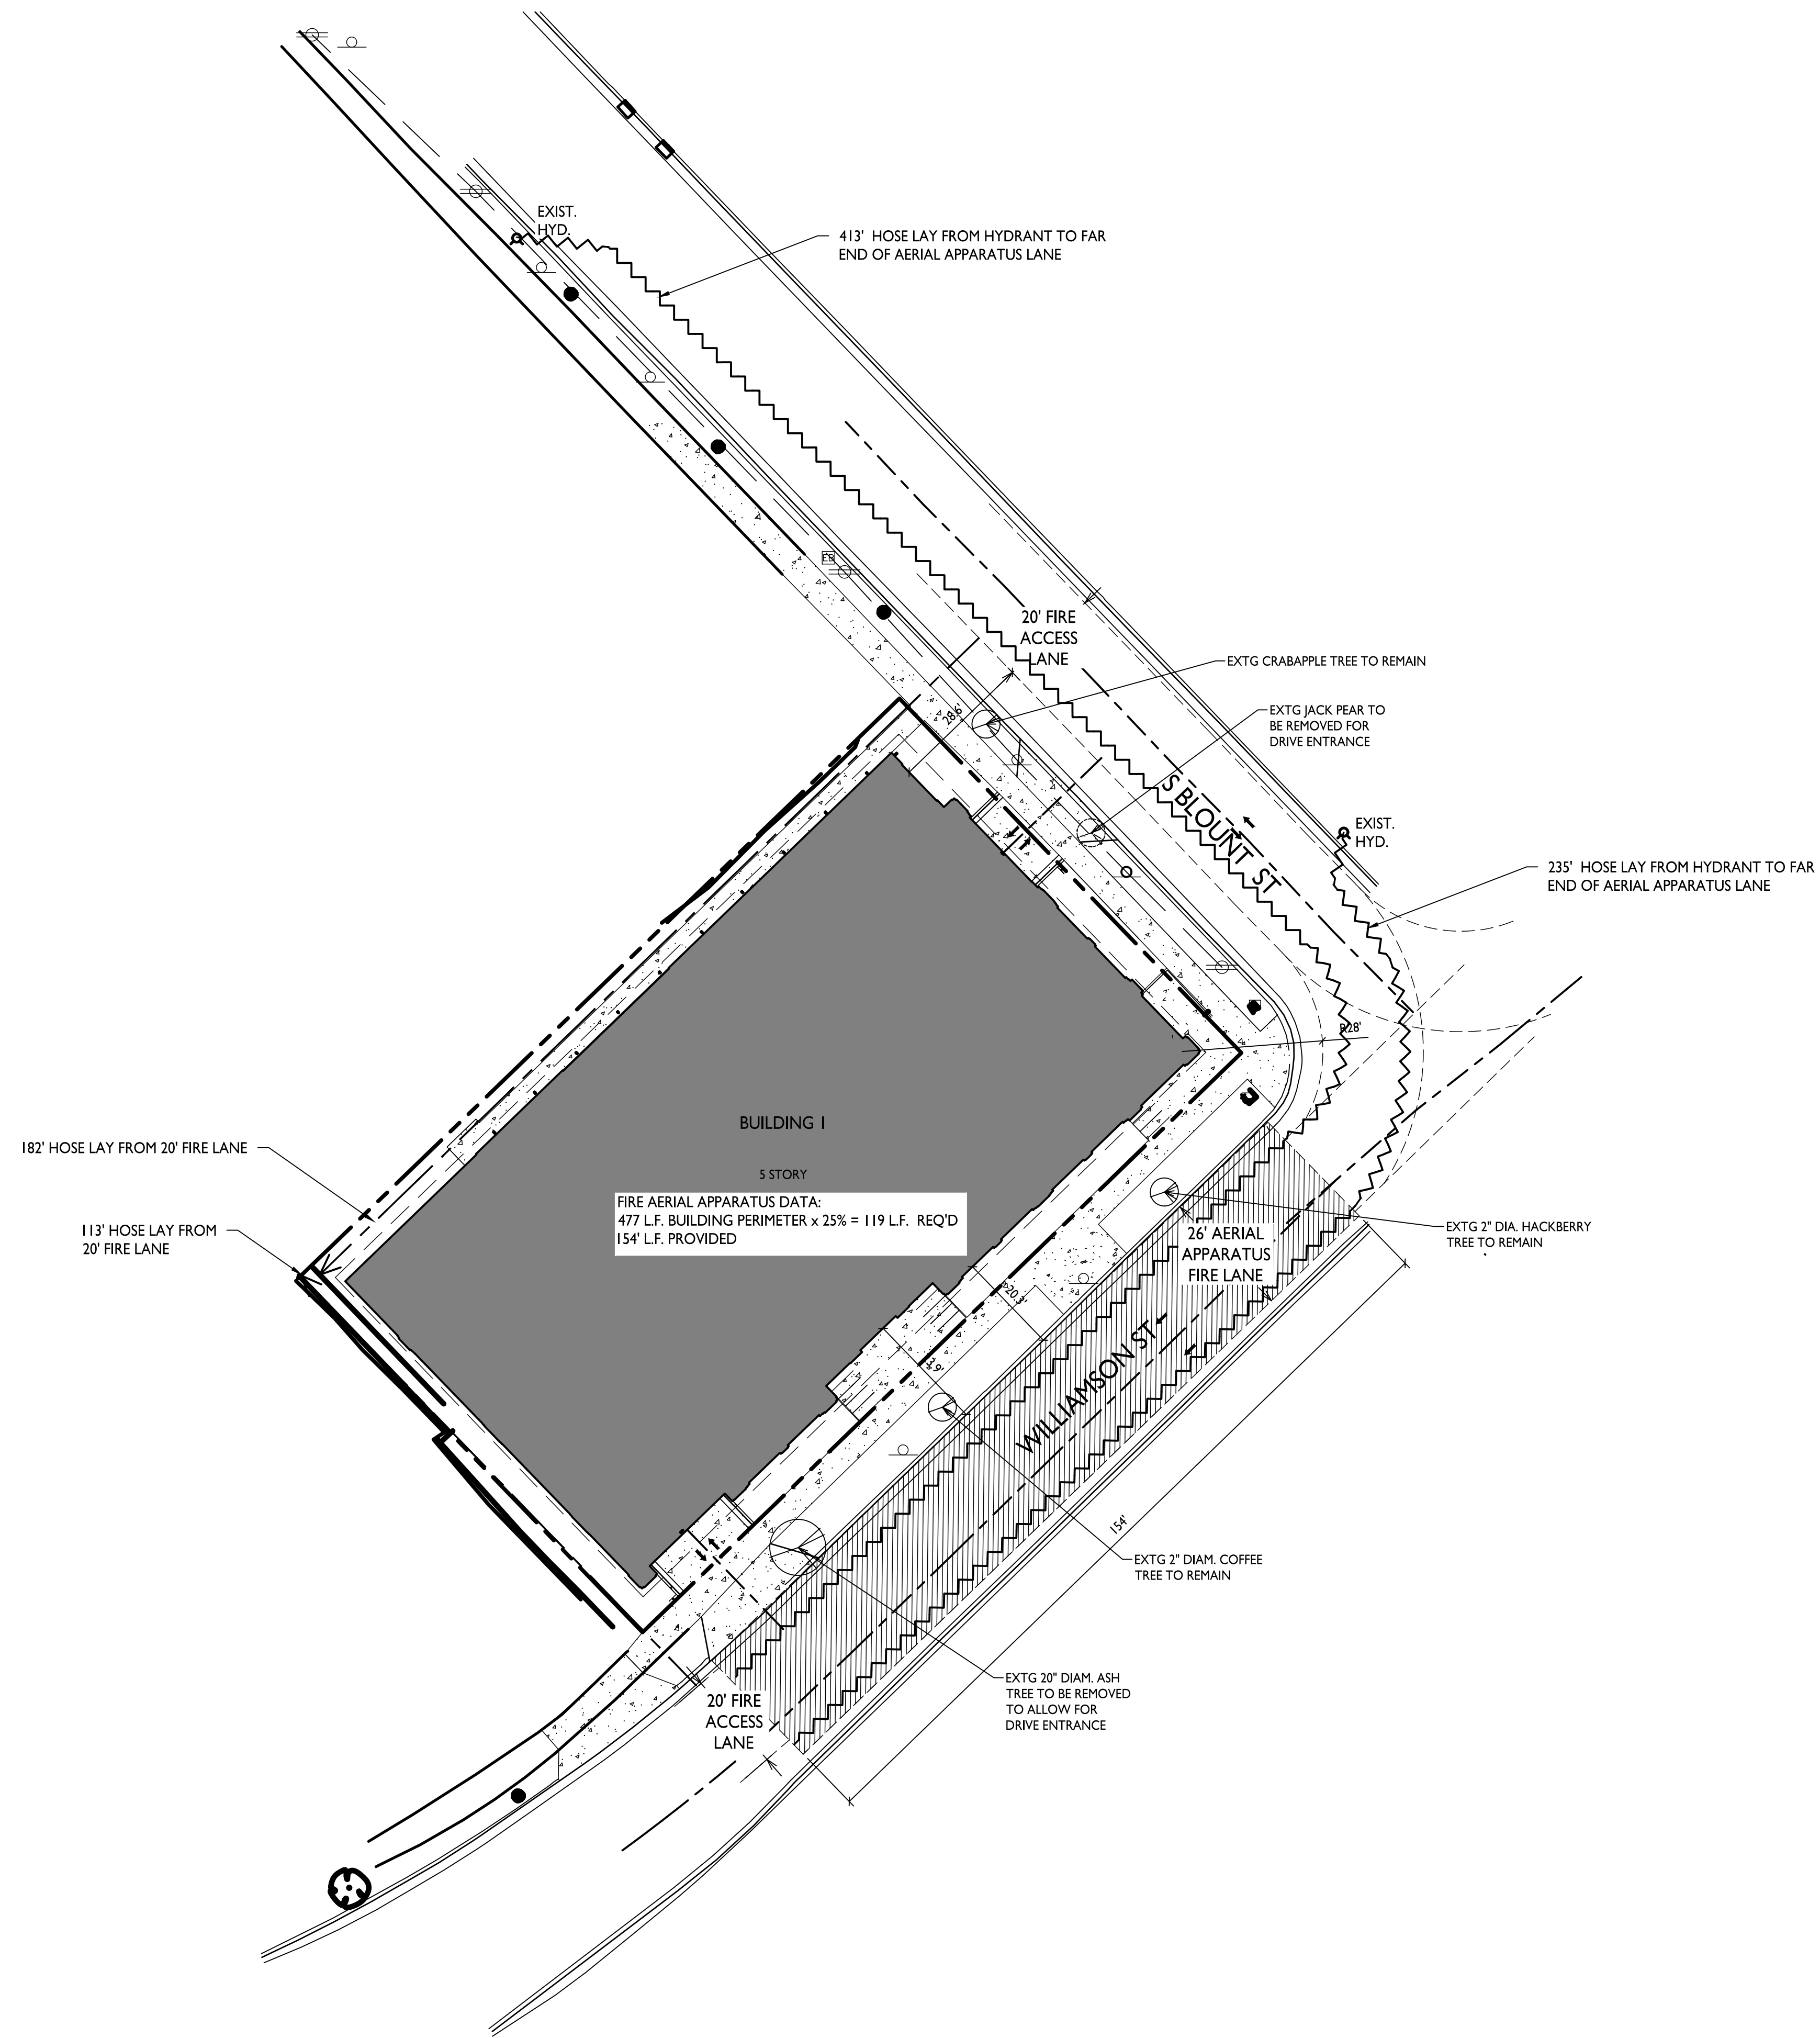 EXIST.
HYD.
413' HOSE LAY FROM HYDRANT TO FAR
END OF AERIAL APPARATUS LANE
EB
20' FIRE
ACCESS
LANE
EXTG CRABAPPLE TREE TO REMAIN
28.6'
EXTG JACK PEAR TO
BE REMOVED FOR
DRIVE ENTRANCE
S BLOUNT ST
EXIST.
HYD.
235' HOSE LAY FROM HYDRANT TO FAR
END OF AERIAL APPARATUS LANE
R28'
BUILDING 1
5 STORY
FIRE AERIAL APPARATUS DATA:
477 L.F. BUILDING PERIMETER x 25% = 119 L.F. REQ'D
154' L.F. PROVIDED
182' HOSE LAY FROM 20' FIRE LANE
113' HOSE LAY FROM
20' FIRE LANE
26' AERIAL
APPARATUS
FIRE LANE
EXTG 2" DIA. HACKBERRY
TREE TO REMAIN
20.3'
WILLIAMSON ST
154'
EXTG 2" DIAM. COFFEE
TREE TO REMAIN
EXTG 20" DIAM. ASH
TREE TO BE REMOVED
TO ALLOW FOR
DRIVE ENTRANCE
20' FIRE
ACCESS
LANE